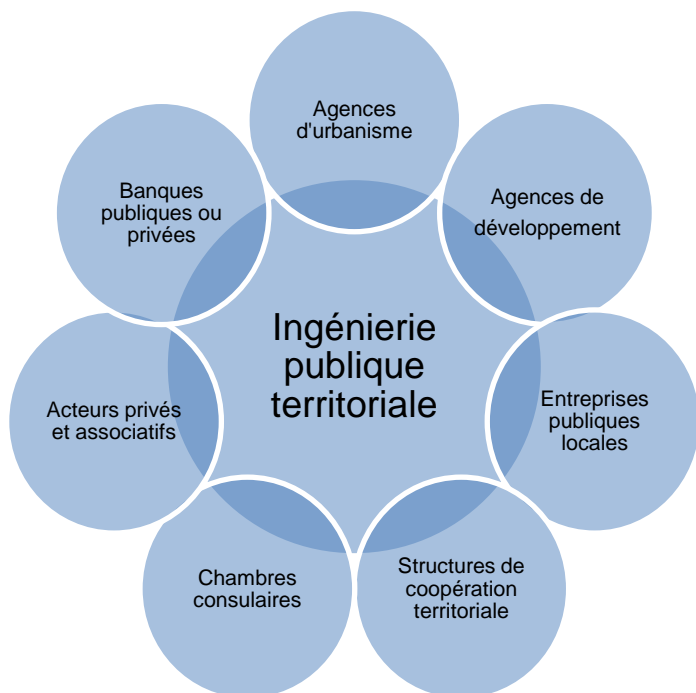 Agences
d'urbanisme
Agences de
développement
Banques
publiques ou
privées
Ingénierie
publique
territoriale
Entreprises
publiques
locales
Acteurs privés
et associatifs
Structures de
coopération
territoriale
Chambres
consulaires